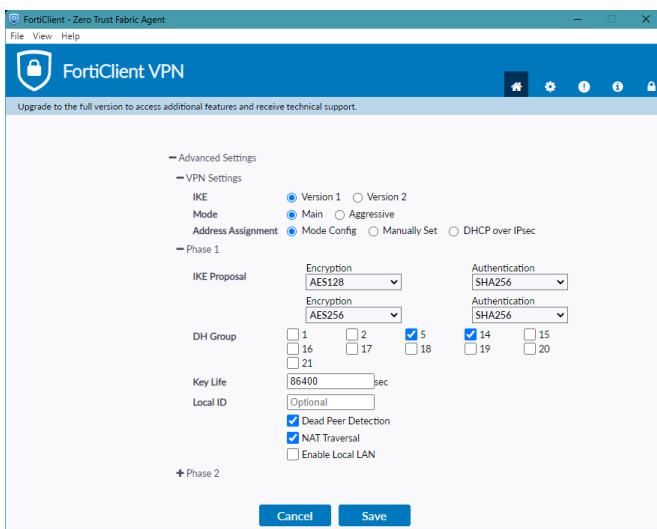 FortiClient - Zero Trust Fabric Agent
File View Help
FortiClient VPN
Upgrade to the full version to access additional features and receive technical support.
Advanced Settings
VPN Settings
IKE Version 1 Version 2
Mode Main Aggressive
Address Assignment Mode Config Manually Set DHCP over IPsec
Phase 1
Encryption Authentication
IKE Proposal AES128 SHA256
Encryption Authentication
AES256 SHA256
DH Group 1 2 5 14 15
16 17 18 19 20
21
Key Life 86400 sec
Local ID Optional
Dead Peer Detection
NAT Traversal
Enable Local LAN
Phase 2
Cancel Save